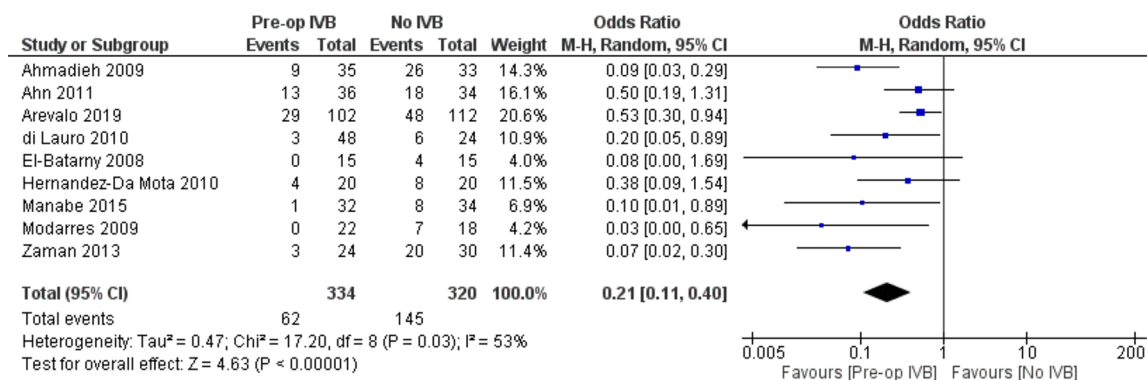 Pre-op IVB No IVB Odds Ratio Odds Ratio
Study or Subgroup Events Total Events Total Weight M-H, Random, 95% CI M-H, Random, 95% CI
Ahmadieh 2009 9 35 26 33 14.3% 0.09 [0.03, 0.29]
Ahn 2011 13 36 18 34 16.1% 0.50 [0.19, 1.31]
Arevalo 2019 29 102 48 112 20.6% 0.53 [0.30, 0.94]
di Lauro 2010 3 48 6 24 10.9% 0.20 [0.05, 0.89]
El-Batarny 2008 0 15 4 15 4.0% 0.08 [0.00, 1.69]
Hernandez-Da Mota 2010 4 20 8 20 11.5% 0.38 [0.09, 1.54]
Manabe 2015 1 32 8 34 6.9% 0.10 [0.01, 0.89]
Modarres 2009 0 22 7 18 4.2% 0.03 [0.00, 0.65]
Zaman 2013 3 24 20 30 11.4% 0.07 [0.02, 0.30]
Total (95% CI) 334 320 100.0% 0.21 [0.11, 0.40]
Total events 62 145
Heterogeneity: Tau² = 0.47; Chi² = 17.20, df = 8 (P = 0.03); I² = 53%
Test for overall effect: Z = 4.63 (P < 0.00001)
0.005 0.1 1 10 200
Favours [Pre-op IVB] Favours [No IVB]